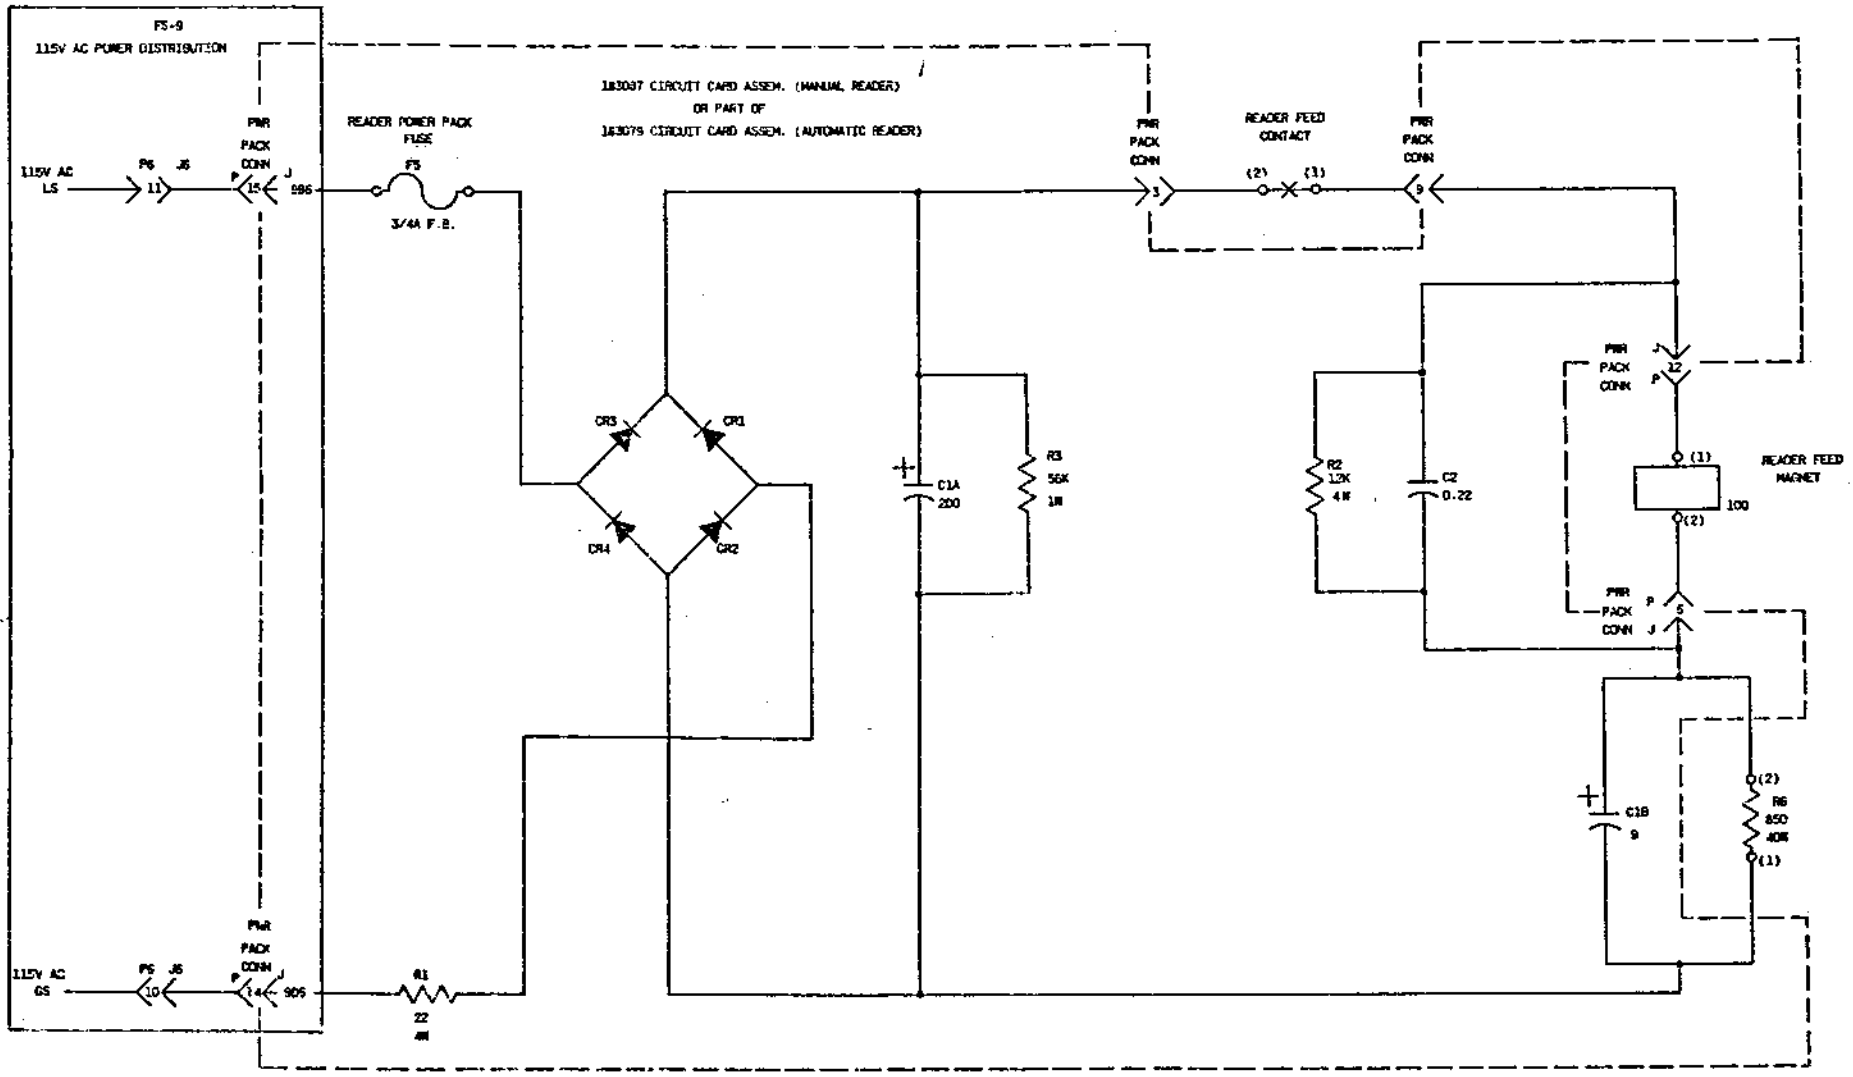 FS-9
115V AC POWER DISTRIBUTION
183087 CIRCUIT CARD ASSEM. (MANUAL READER)
OR PART OF
183079 CIRCUIT CARD ASSEM. (AUTOMATIC READER)
PWR
PACK
CONN
READER POWER PACK
FUSE
F5
3/4A F.B.
PWR
PACK
CONN
READER FEED
CONTACT
PWR
PACK
CONN
115V AC
LS
P6 J6
11
P 15 J
3
(2) (1)
9
PWR
PACK
CONN
J
12
P
CR3
CR1
CR4
CR2
+
C1A
200
R3
56K
1W
R2
12K
4W
C2
0.22
(1)
READER FEED
MAGNET
100
(2)
PWR
PACK
CONN
P
J
+
C1B
9
(2)
R6
850
40W
(1)
PWR
PACK
CONN
115V AC
GS
P6 J6
10
P J
905
R1
22
4W